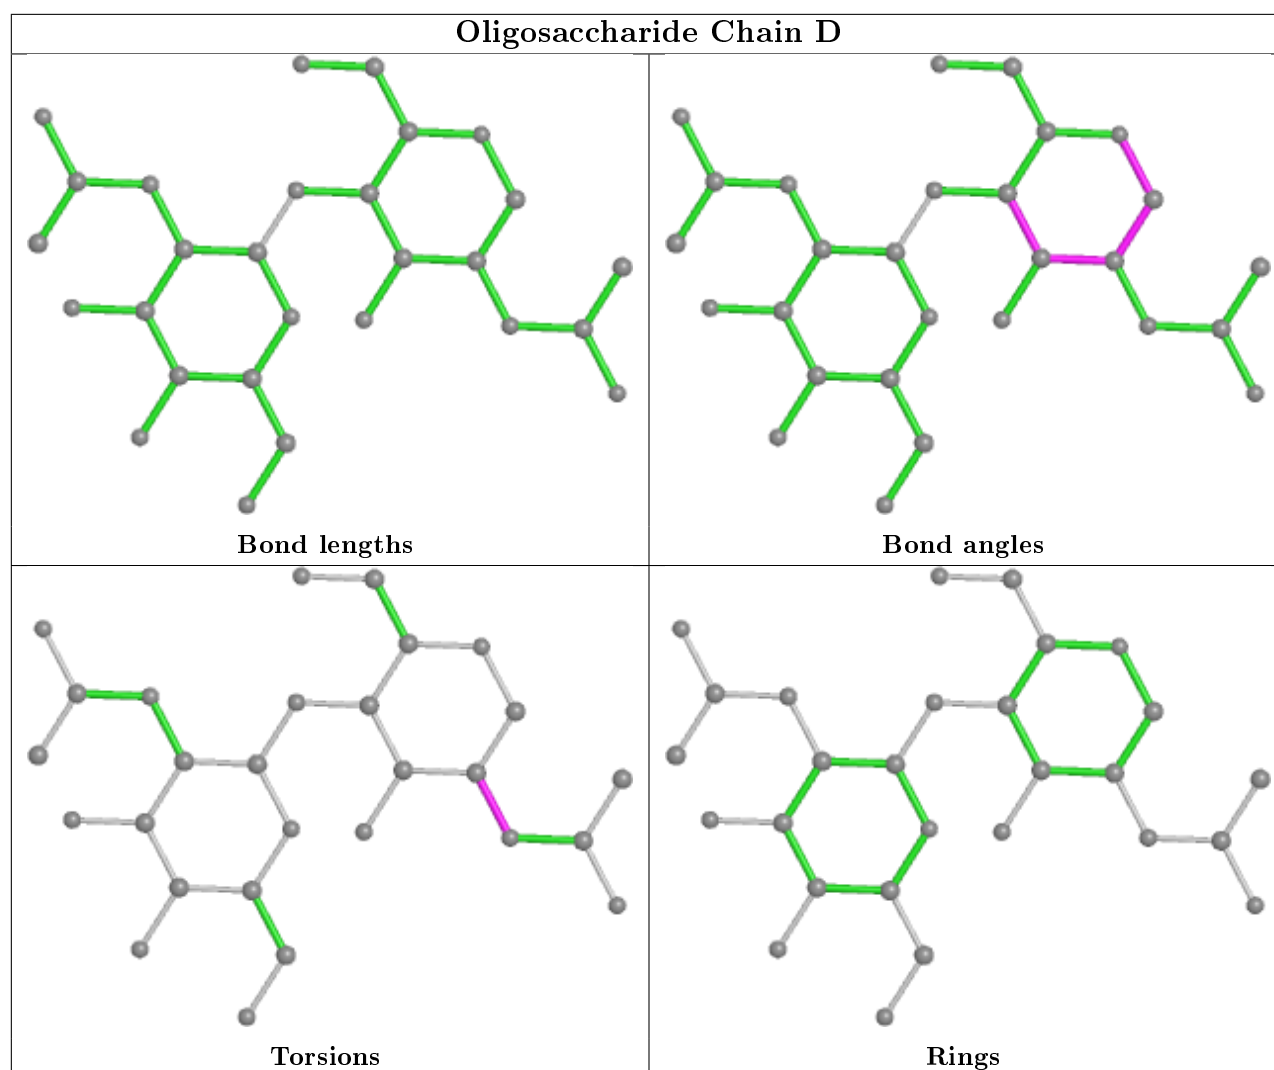 Oligosaccharide Chain D
Bond lengths
Bond angles
Torsions
Rings